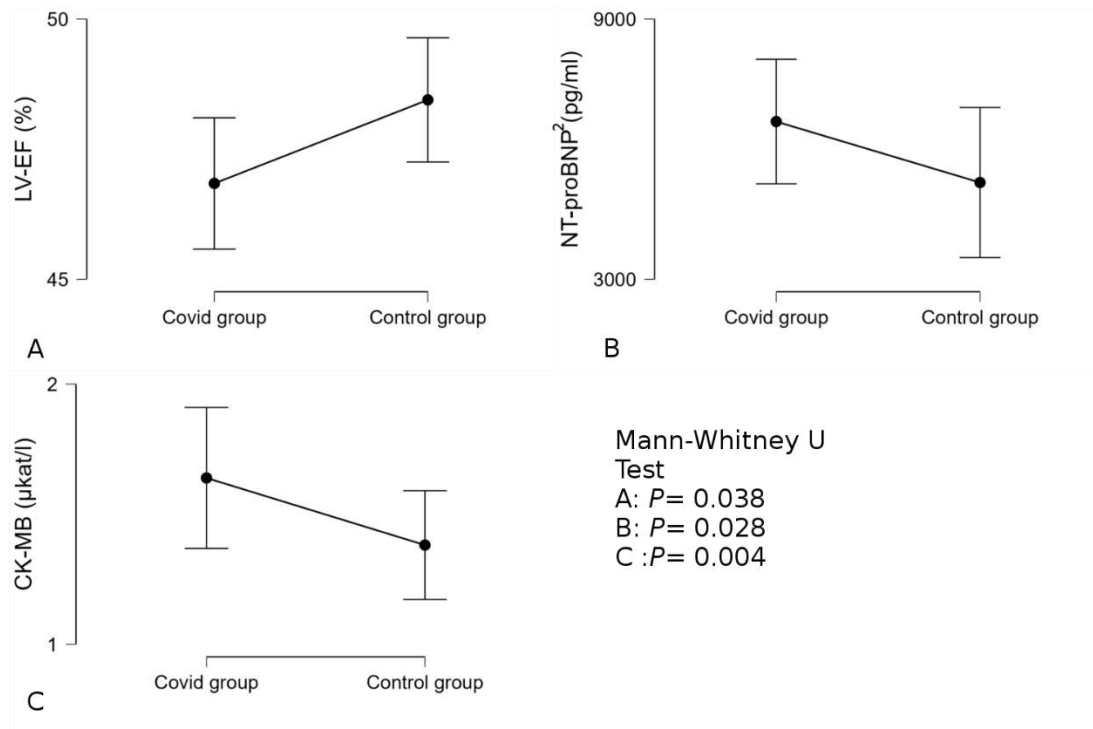 50
LV-EF (%)
45
Covid group
Control group
A
9000
NT-proBNP²(pg/ml)
3000
Covid group
Control group
B
2
CK-MB (µkat/l)
1
Covid group
Control group
C
Mann-Whitney U
Test
A: P= 0.038
B: P= 0.028
C :P= 0.004